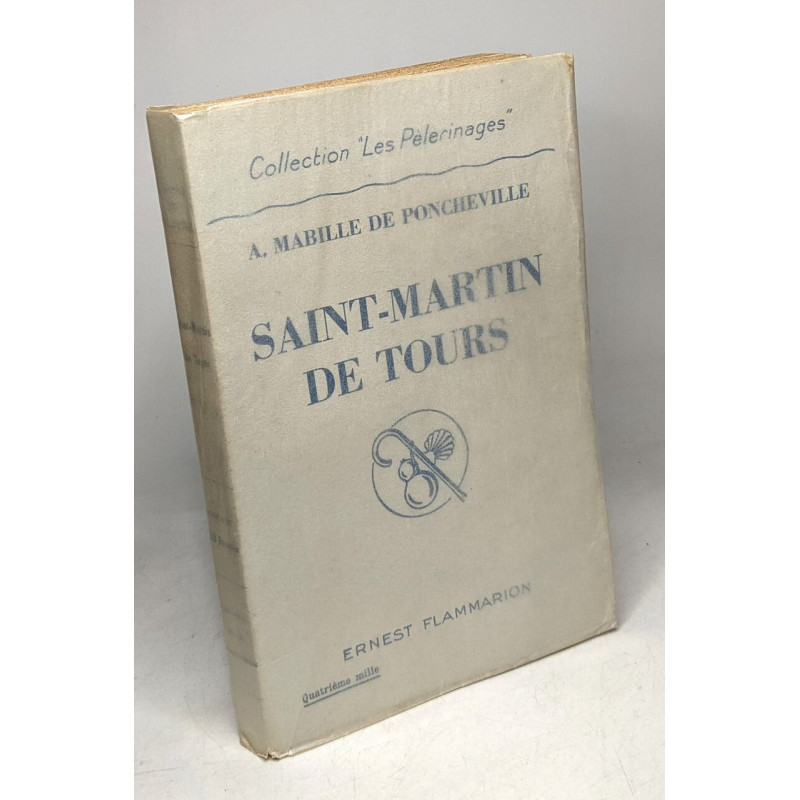 Collection "Les Pèlerinages"
A. MABILLE DE PONCHEVILLE
SAINT-MARTIN
DE TOURS
ERNEST FLAMMARION
Quatrième mille